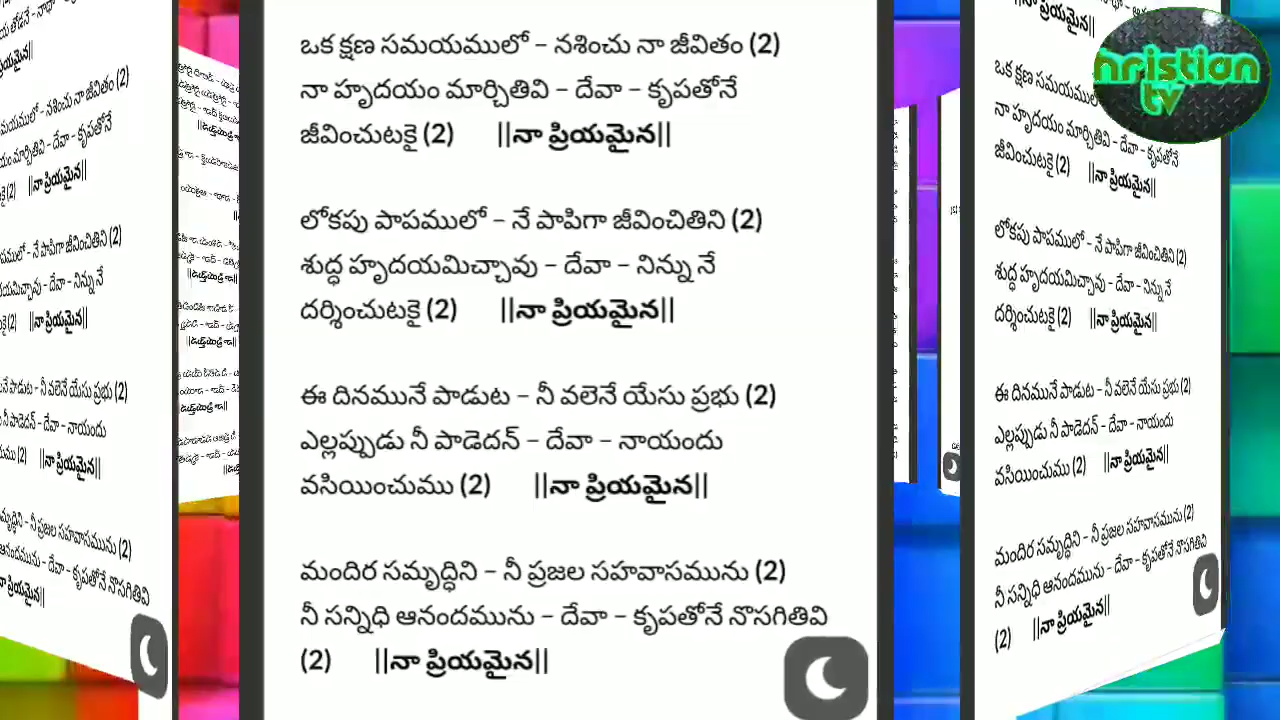 ఒక క్షణ సమయములో – నశించు నా జీవితం (2)
నా హృదయం మార్చితివి – దేవా – కృపతోనే
జీవించుటకై (2) ||నా ప్రియమైన||
లోకపు పాపములో – నే పాపిగా జీవించితిని (2)
శుద్ధ హృదయమిచ్చావు – దేవా – నిన్ను నే
దర్శించుటకై (2) ||నా ప్రియమైన||
ఈ దినమునే పాడుట – నీ వలెనే యేసు ప్రభు (2)
ఎల్లప్పుడు నీ పాడెదన్ – దేవా – నాయందు
వసియించుము (2) ||నా ప్రియమైన||
మందిర సమృద్ధిని – నీ ప్రజల సహవాసమును (2)
నీ సన్నిధి ఆనందమును – దేవా – కృపతోనే నొసగితివి
(2) ||నా ప్రియమైన||
hristian
tv